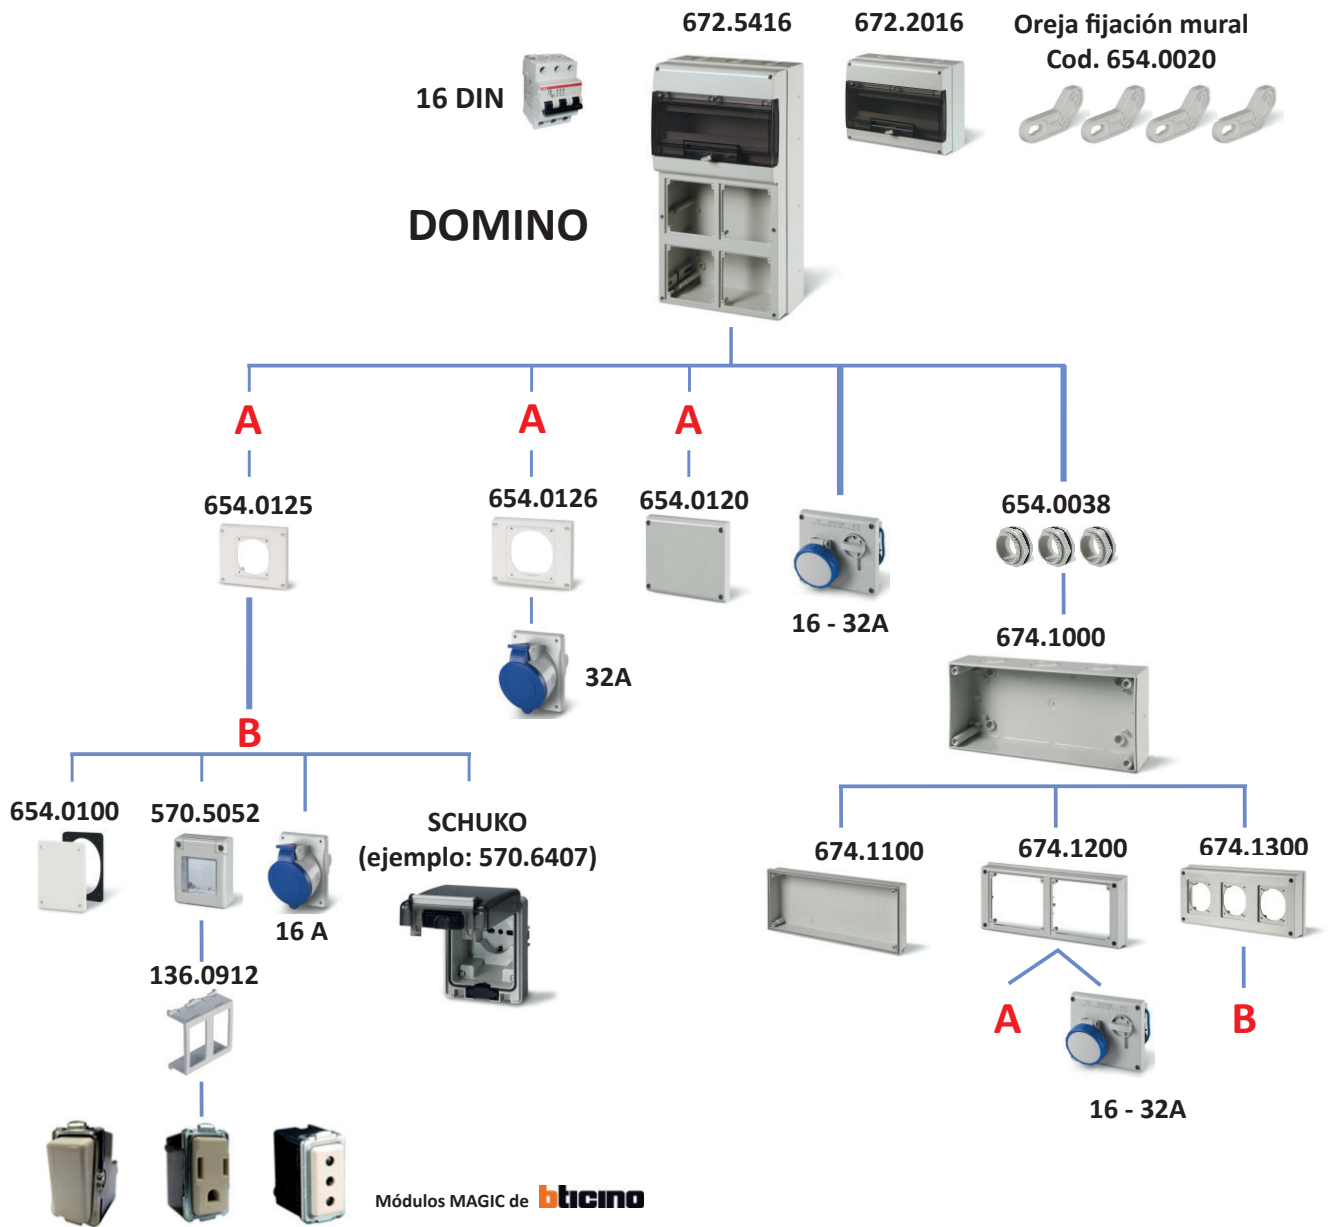 672.5416
672.2016
Oreja fijación mural
Cod. 654.0020
16 DIN
DOMINO
A
A
A
654.0125
654.0126
654.0120
654.0038
16 - 32A
674.1000
32A
B
654.0100
570.5052
SCHUKO
(ejemplo: 570.6407)
16 A
674.1100
674.1200
674.1300
136.0912
A
B
16 - 32A
Módulos MAGIC de bticino